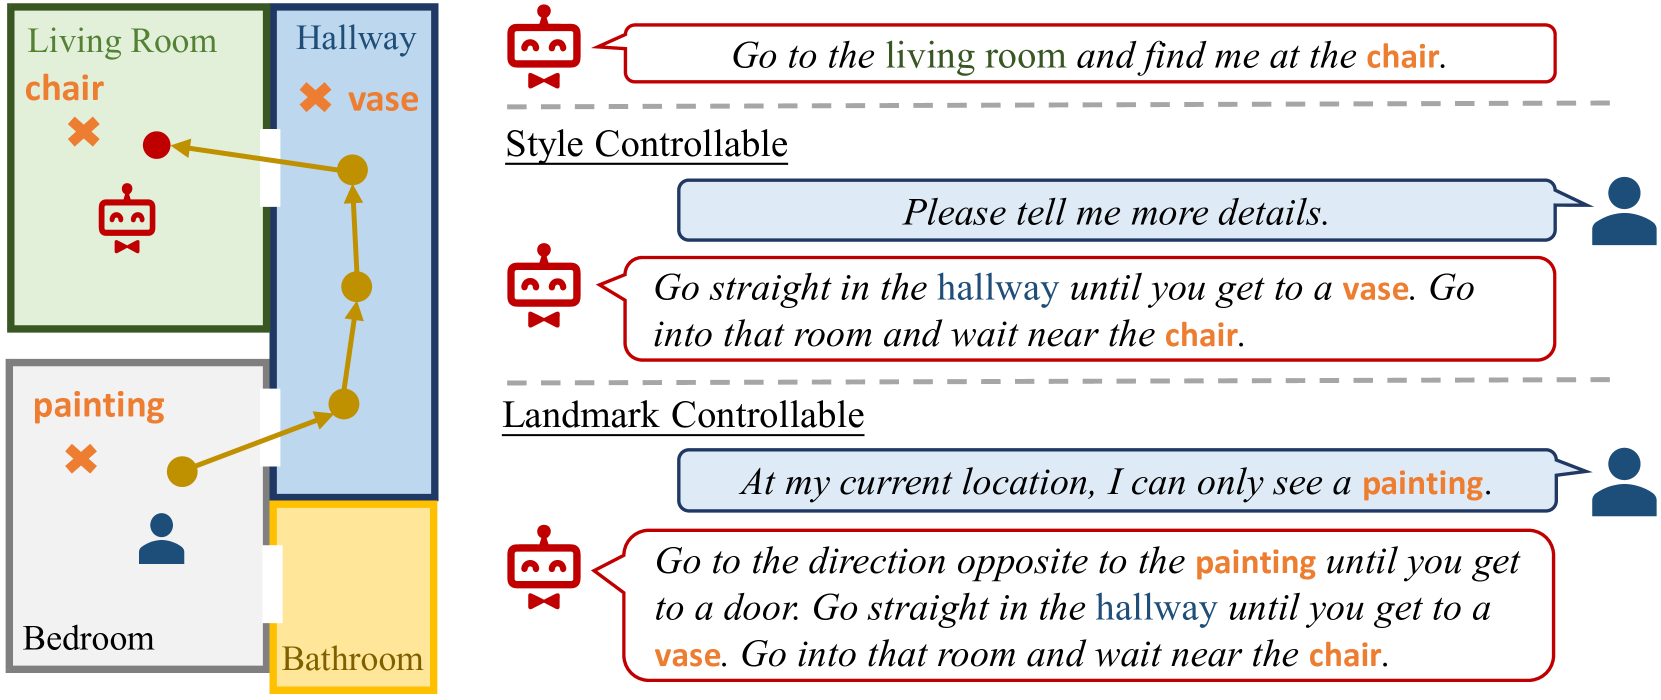 Living Room
chair
Hallway
vase
painting
Bedroom
Bathroom
Go to the living room and find me at the chair.
Style Controllable
Please tell me more details.
Go straight in the hallway until you get to a vase. Go
into that room and wait near the chair.
Landmark Controllable
At my current location, I can only see a painting.
Go to the direction opposite to the painting until you get
to a door. Go straight in the hallway until you get to a
vase. Go into that room and wait near the chair.